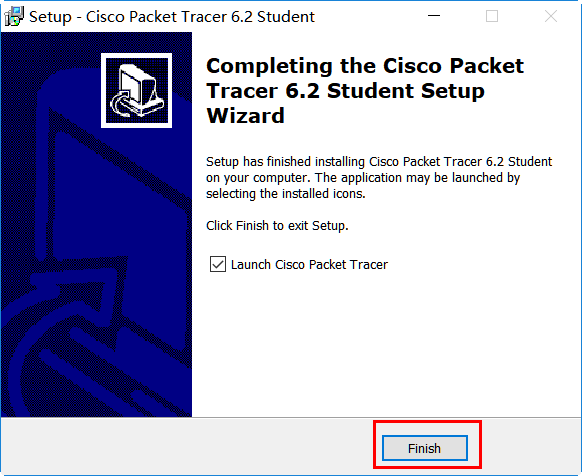 Setup - Cisco Packet Tracer 6.2 Student
Completing the Cisco Packet
Tracer 6.2 Student Setup
Wizard
Setup has finished installing Cisco Packet Tracer 6.2 Student
on your computer. The application may be launched by
selecting the installed icons.
Click Finish to exit Setup.
Launch Cisco Packet Tracer
Finish